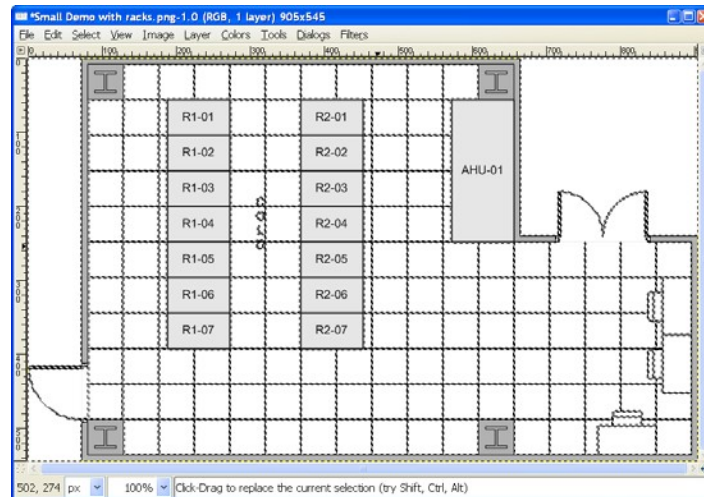 *Small Demo with racks.png-1.0 (RGB, 1 layer) 905x545
File Edit Select View Image Layer Colors Tools Dialogs Filters
0 100 200 300 400 500 600 700 800
R1-01 R2-01
R1-02 R2-02
R1-03 R2-03 AHU-01
R1-04 R2-04
R1-05 R2-05
R1-06 R2-06
R1-07 R2-07
502, 274 px 100% Click-Drag to replace the current selection (try Shift, Ctrl, Alt)